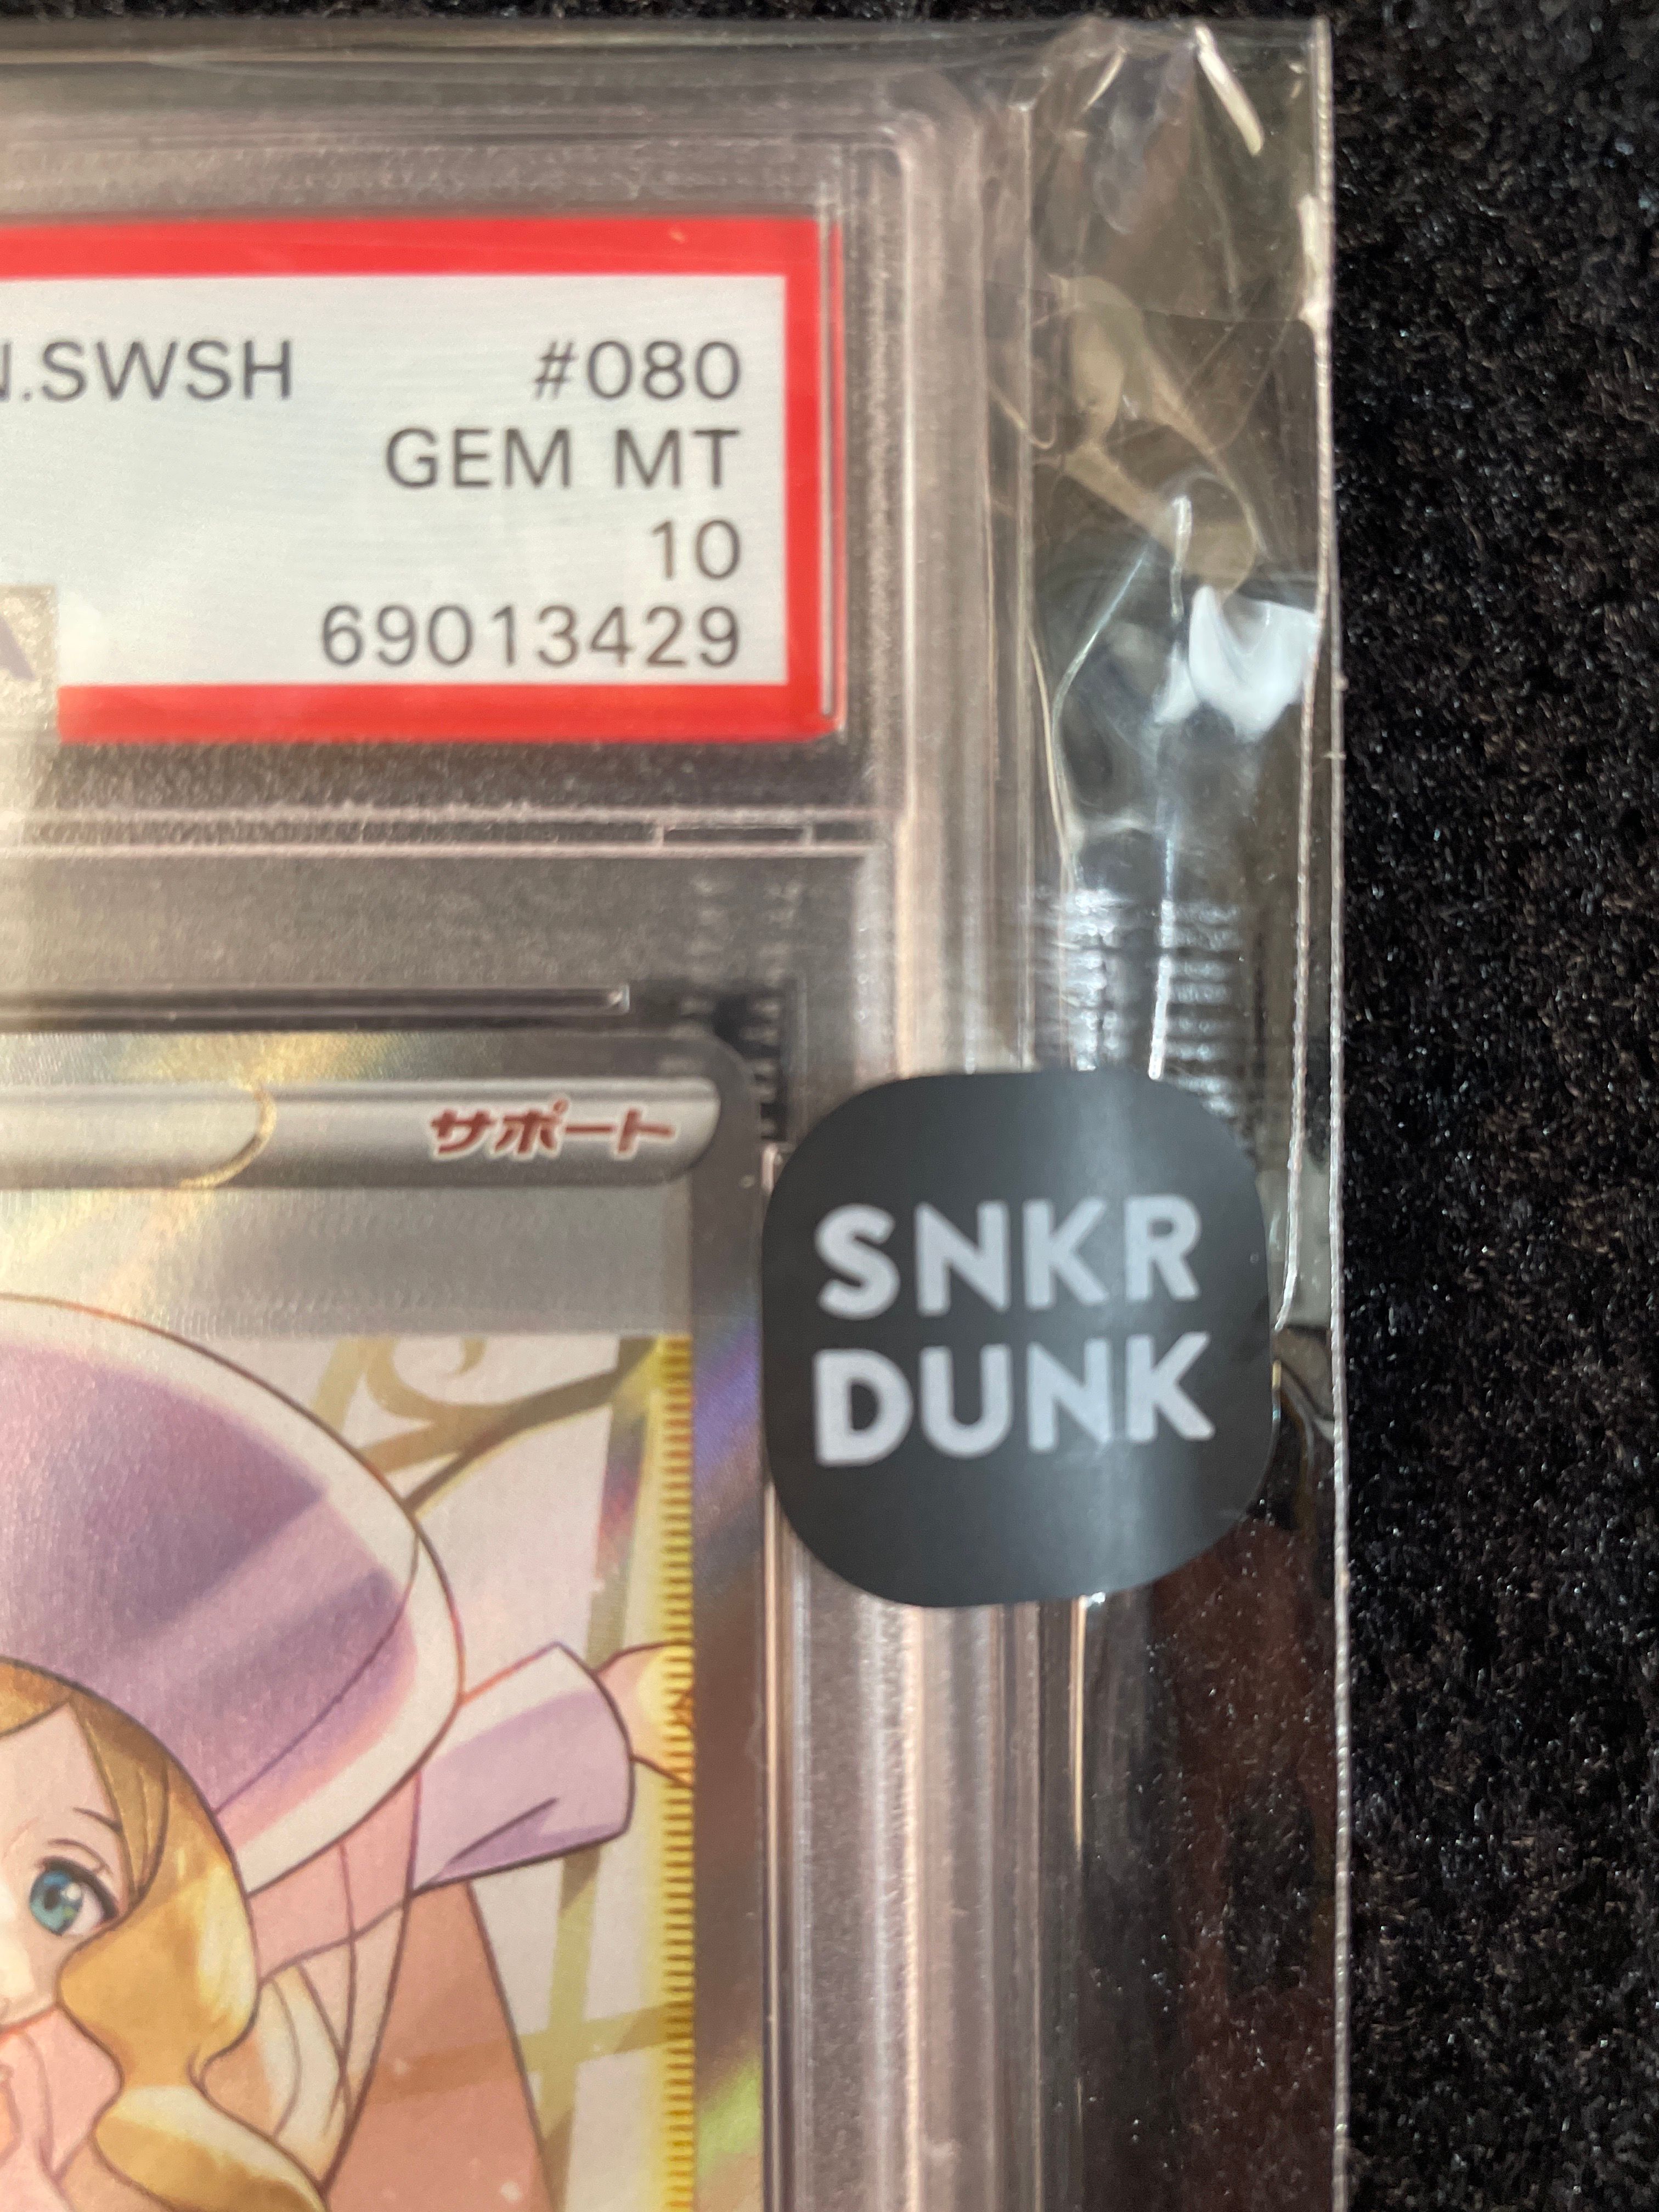 N.SWSH #080
GEM MT
10
69013429
サポート
SNKR
DUNK